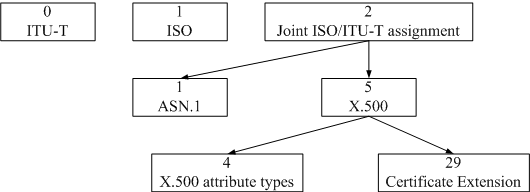 0
ITU-T
1
ISO
2
Joint ISO/ITU-T assignment
1
ASN.1
5
X.500
4
X.500 attribute types
29
Certificate Extension